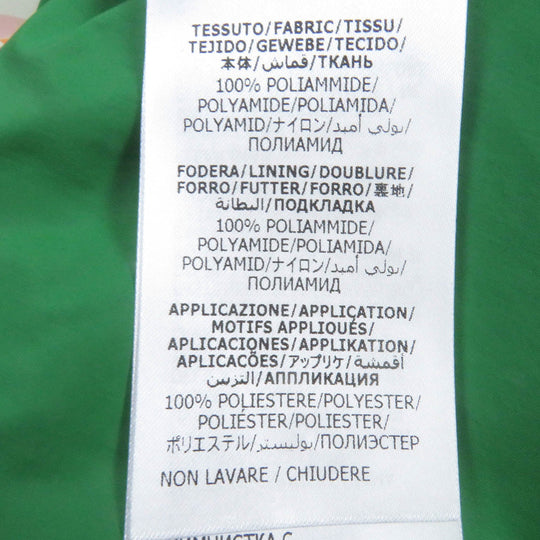 TESSUTO/FABRIC/TISSU/
TEJIDO/GEWEBE/TECIDO/
本体/قماش/ТКАНЬ
100% POLIAMMIDE/
POLYAMIDE/POLIAMIDA/
POLYAMID/ナイロン/بولي أميد/
ПОЛИАМИД
FODERA/LINING/DOUBLURE/
FORRO/FUTTER/FORRO/裏地/
البطانة/ПОДКЛАДКА
100% POLIAMMIDE/
POLYAMIDE/POLIAMIDA/
POLYAMID/ナイロン/بولي أميد/
ПОЛИАМИД
APPLICAZIONE/APPLICATION/
MOTIFS APPLIQUÉS/
APLICACIONES/APPLIKATION/
APLICAÇÕES/アップリケ/أقمشة
التزيين/АППЛИКАЦИЯ
100% POLIESTERE/POLYESTER/
POLIÉSTER/POLIESTER/
ポリエステル/بوليستر/ПОЛИЭСТЕР
NON LAVARE / CHIUDERE